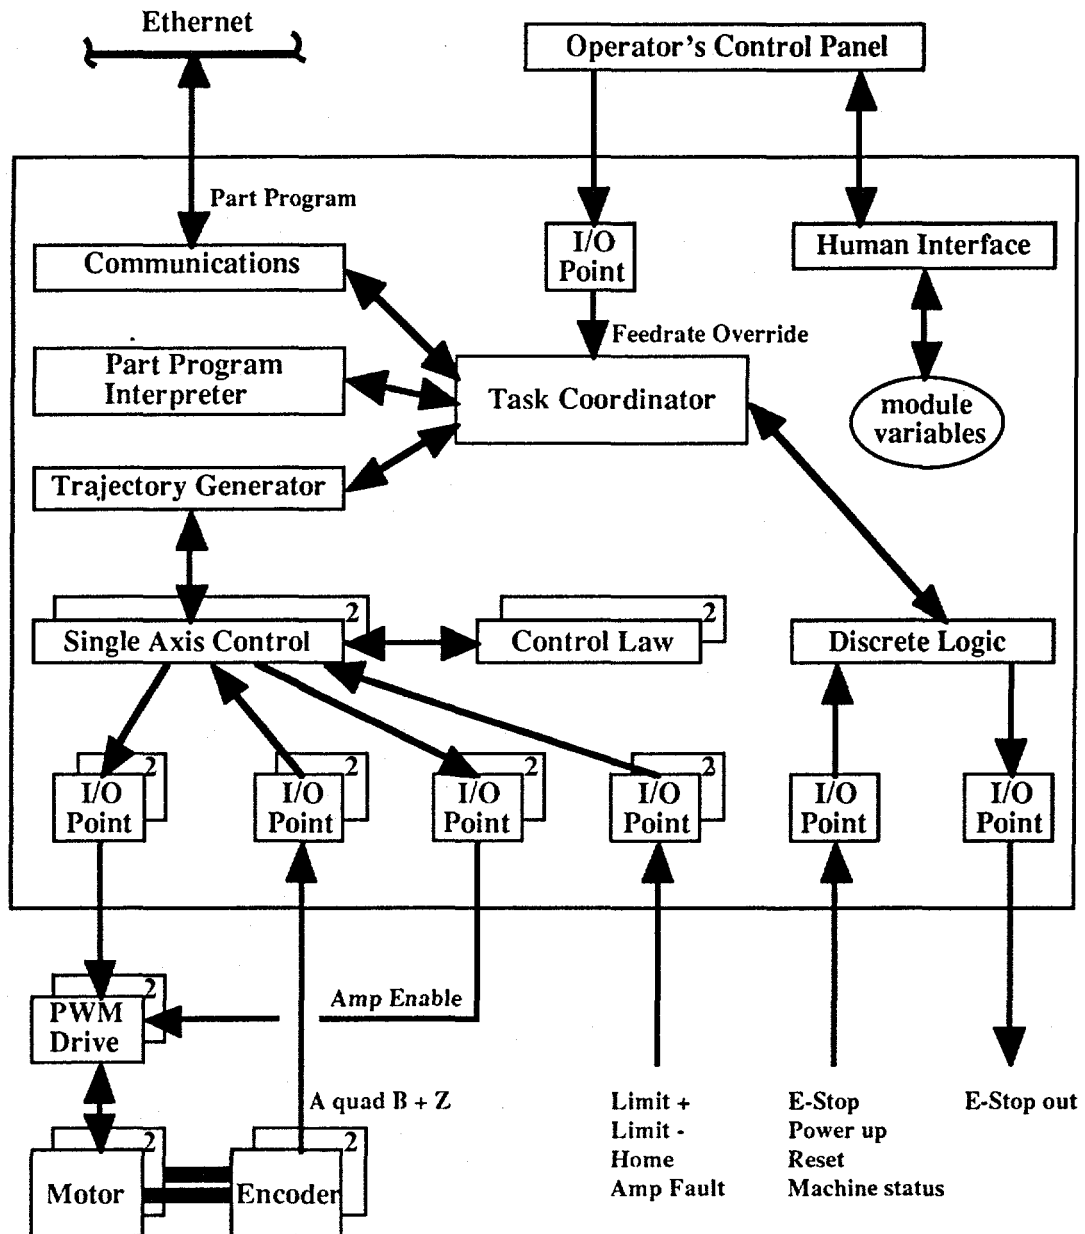 Ethernet
Operator's Control Panel
Part Program
Communications
I/O
Point
Human Interface
Feedrate Override
Part Program
Interpreter
Task Coordinator
module
variables
Trajectory Generator
2
Single Axis Control
2
Control Law
Discrete Logic
2
I/O
Point
2
I/O
Point
2
I/O
Point
2
I/O
Point
I/O
Point
I/O
Point
2
PWM
Drive
Amp Enable
A quad B + Z
Limit +
Limit -
Home
Amp Fault
E-Stop
Power up
Reset
Machine status
E-Stop out
2
Motor
2
Encoder